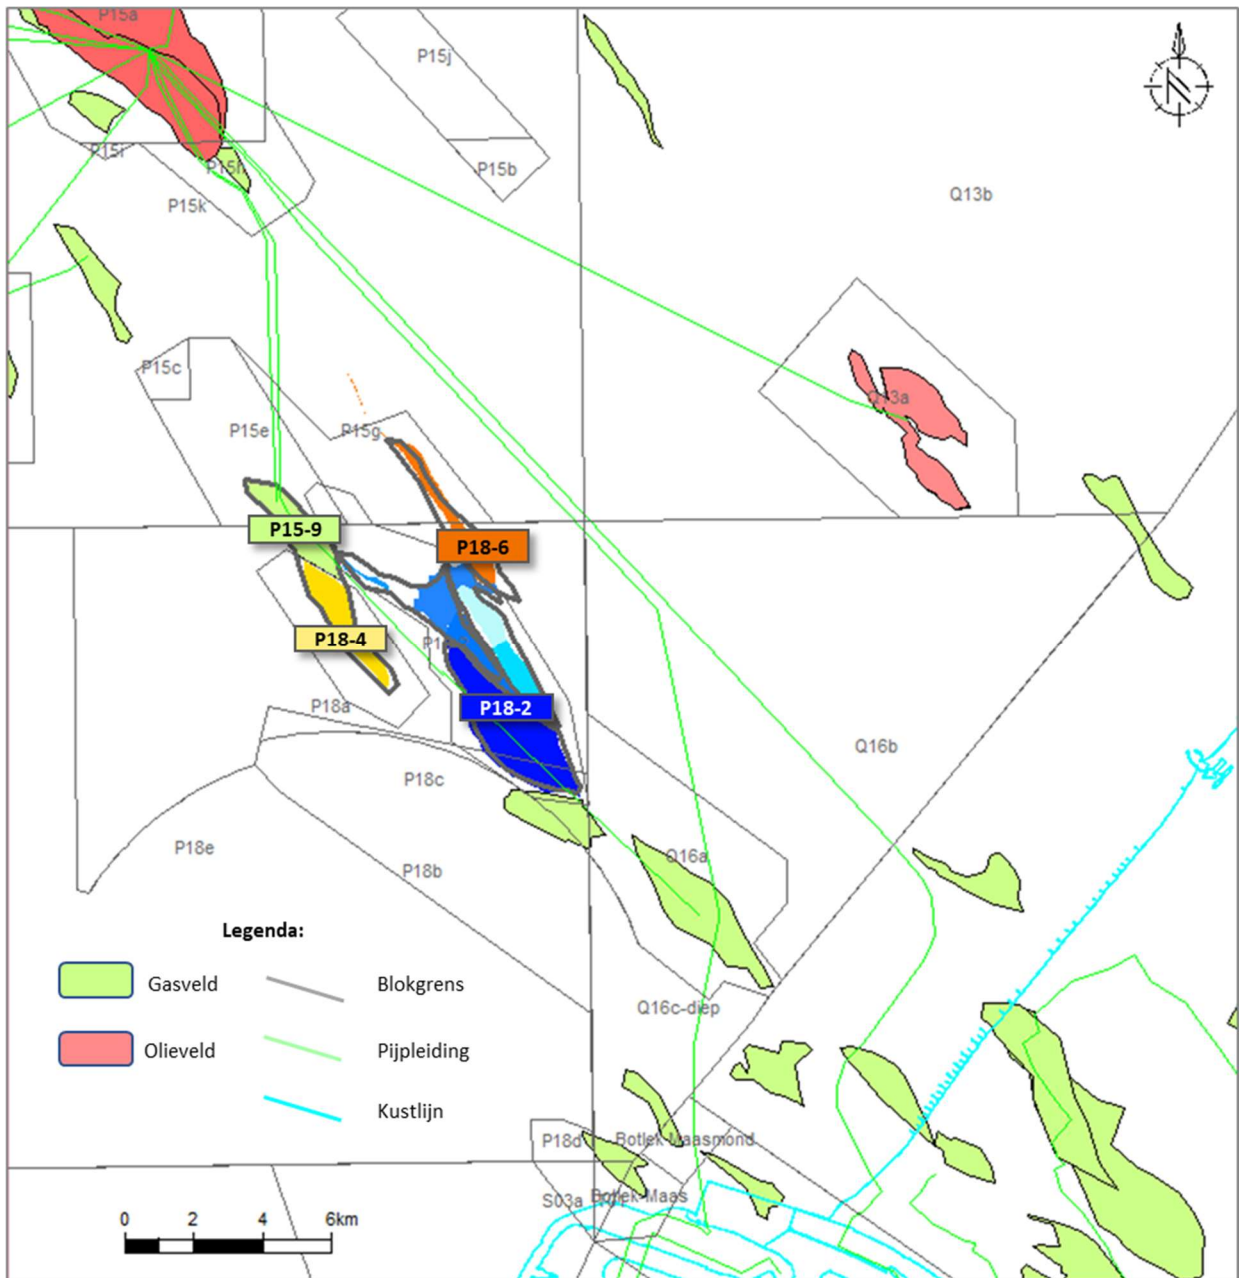 P15a
P15j
P15i
P15h
P15b
P15k
Q13b
P15c
Q13a
P15e
P15g
P15-9
P18-6
P18-4
P18-2
P18a
Q16b
P18c
P18e
Q16a
P18b
Legenda:
Gasveld
Blokgrens
Q16c-diep
Olieveld
Pijpleiding
Kustlijn
P18d
Botlek Maasmond
S03a
Botlek-Maas
0 2 4 6km